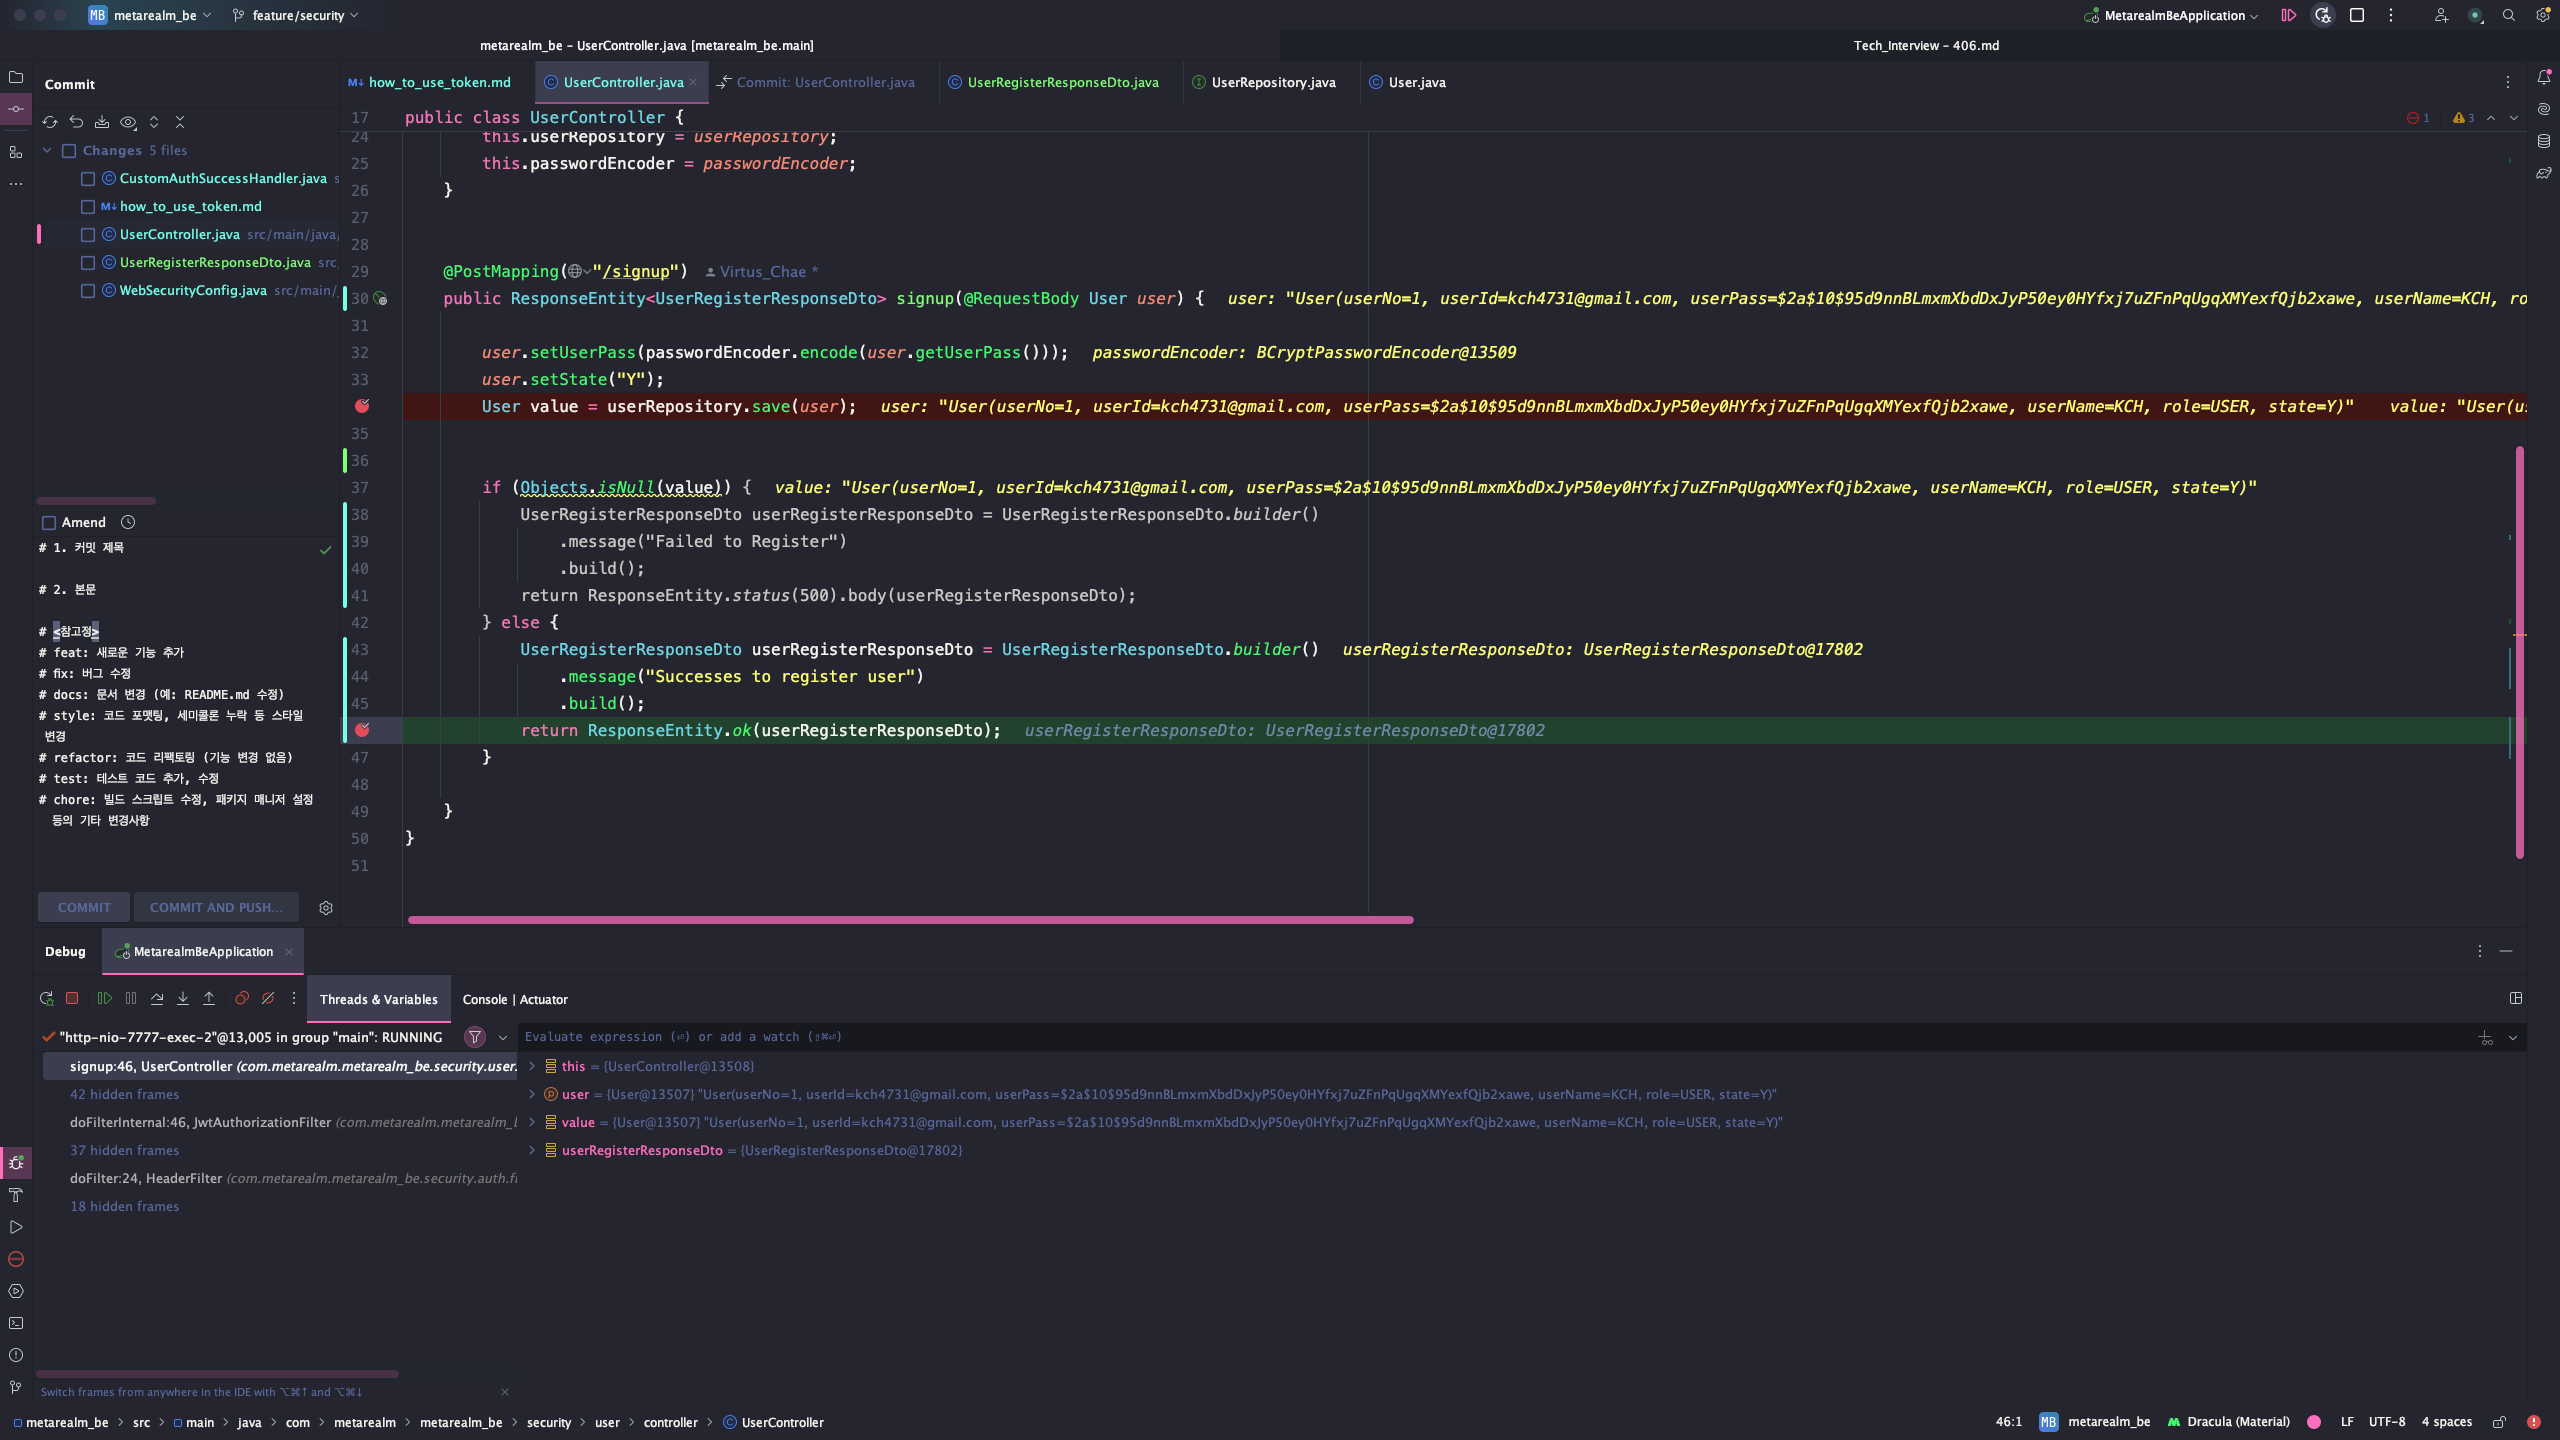 MB metarealm_be feature/security MetarealmBeApplication
metarealm_be – UserController.java [metarealm_be.main] Tech_Interview – 406.md
Commit
how_to_use_token.md UserController.java Commit: UserController.java UserRegisterResponseDto.java UserRepository.java User.java
Changes 5 files
CustomAuthSuccessHandler.java
how_to_use_token.md
UserController.java src/main/java/
UserRegisterResponseDto.java src
WebSecurityConfig.java src/main/
Amend
# 1. 커밋 제목
# 2. 본문
# <참고정>
# feat: 새로운 기능 추가
# fix: 버그 수정
# docs: 문서 변경 (예: README.md 수정)
# style: 코드 포맷팅, 세미콜론 누락 등 스타일
변경
# refactor: 코드 리팩토링 (기능 변경 없음)
# test: 테스트 코드 추가, 수정
# chore: 빌드 스크립트 수정, 패키지 매니저 설정
등의 기타 변경사항
COMMIT COMMIT AND PUSH...
17 public class UserController { 1 3
24 this.userRepository = userRepository;
25 this.passwordEncoder = passwordEncoder;
26 }
27
28
29 @PostMapping("/signup") Virtus_Chae *
30 public ResponseEntity<UserRegisterResponseDto> signup(@RequestBody User user) { user: "User(userNo=1, userId=kch4731@gmail.com, userPass=$2a$10$95d9nnBLmxmXbdDxJyP50ey0HYfxj7uZFnPqUgqXMYexfQjb2xawe, userName=KCH, ro
31
32 user.setUserPass(passwordEncoder.encode(user.getUserPass())); passwordEncoder: BCryptPasswordEncoder@13509
33 user.setState("Y");
User value = userRepository.save(user); user: "User(userNo=1, userId=kch4731@gmail.com, userPass=$2a$10$95d9nnBLmxmXbdDxJyP50ey0HYfxj7uZFnPqUgqXMYexfQjb2xawe, userName=KCH, role=USER, state=Y)" value: "User(u
35
36
37 if (Objects.isNull(value)) { value: "User(userNo=1, userId=kch4731@gmail.com, userPass=$2a$10$95d9nnBLmxmXbdDxJyP50ey0HYfxj7uZFnPqUgqXMYexfQjb2xawe, userName=KCH, role=USER, state=Y)"
38 UserRegisterResponseDto userRegisterResponseDto = UserRegisterResponseDto.builder()
39 .message("Failed to Register")
40 .build();
41 return ResponseEntity.status(500).body(userRegisterResponseDto);
42 } else {
43 UserRegisterResponseDto userRegisterResponseDto = UserRegisterResponseDto.builder() userRegisterResponseDto: UserRegisterResponseDto@17802
44 .message("Successes to register user")
45 .build();
return ResponseEntity.ok(userRegisterResponseDto); userRegisterResponseDto: UserRegisterResponseDto@17802
47 }
48
49 }
50 }
51
Debug MetarealmBeApplication
Threads & Variables Console | Actuator
"http-nio-7777-exec-2"@13,005 in group "main": RUNNING
Evaluate expression (⏎) or add a watch (⇧⌘⏎)
signup:46, UserController (com.metarealm.metarealm_be.security.user.
42 hidden frames
doFilterInternal:46, JwtAuthorizationFilter (com.metarealm.metarealm_b
37 hidden frames
doFilter:24, HeaderFilter (com.metarealm.metarealm_be.security.auth.fi
18 hidden frames
this = {UserController@13508}
user = {User@13507} "User(userNo=1, userId=kch4731@gmail.com, userPass=$2a$10$95d9nnBLmxmXbdDxJyP50ey0HYfxj7uZFnPqUgqXMYexfQjb2xawe, userName=KCH, role=USER, state=Y)"
value = {User@13507} "User(userNo=1, userId=kch4731@gmail.com, userPass=$2a$10$95d9nnBLmxmXbdDxJyP50ey0HYfxj7uZFnPqUgqXMYexfQjb2xawe, userName=KCH, role=USER, state=Y)"
userRegisterResponseDto = {UserRegisterResponseDto@17802}
Switch frames from anywhere in the IDE with ⌥⌘↑ and ⌥⌘↓
metarealm_be > src > main > java > com > metarealm > metarealm_be > security > user > controller > UserController
46:1 MB metarealm_be Dracula (Material) LF UTF-8 4 spaces